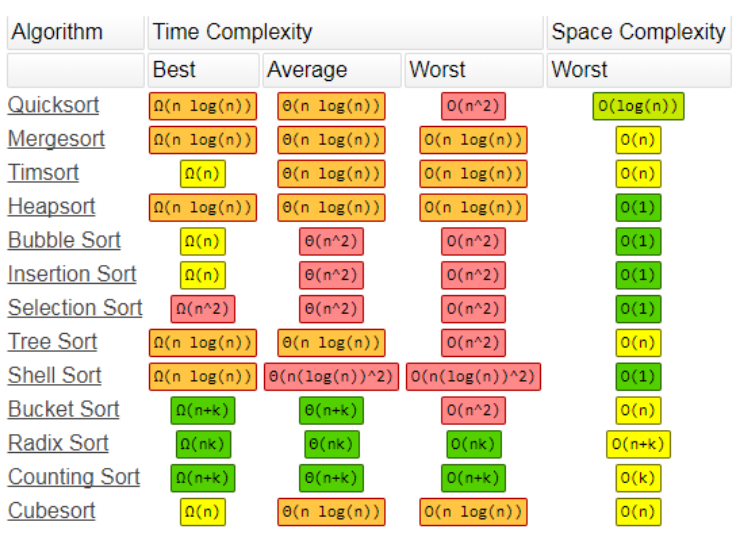 Algorithm Time Complexity Space Complexity
Best Average Worst Worst
Quicksort Ω(n log(n)) Θ(n log(n)) O(n^2) O(log(n))
Mergesort Ω(n log(n)) Θ(n log(n)) O(n log(n)) O(n)
Timsort Ω(n) Θ(n log(n)) O(n log(n)) O(n)
Heapsort Ω(n log(n)) Θ(n log(n)) O(n log(n)) O(1)
Bubble Sort Ω(n) Θ(n^2) O(n^2) O(1)
Insertion Sort Ω(n) Θ(n^2) O(n^2) O(1)
Selection Sort Ω(n^2) Θ(n^2) O(n^2) O(1)
Tree Sort Ω(n log(n)) Θ(n log(n)) O(n^2) O(n)
Shell Sort Ω(n log(n)) Θ(n(log(n))^2) O(n(log(n))^2) O(1)
Bucket Sort Ω(n+k) Θ(n+k) O(n^2) O(n)
Radix Sort Ω(nk) Θ(nk) O(nk) O(n+k)
Counting Sort Ω(n+k) Θ(n+k) O(n+k) O(k)
Cubesort Ω(n) Θ(n log(n)) O(n log(n)) O(n)